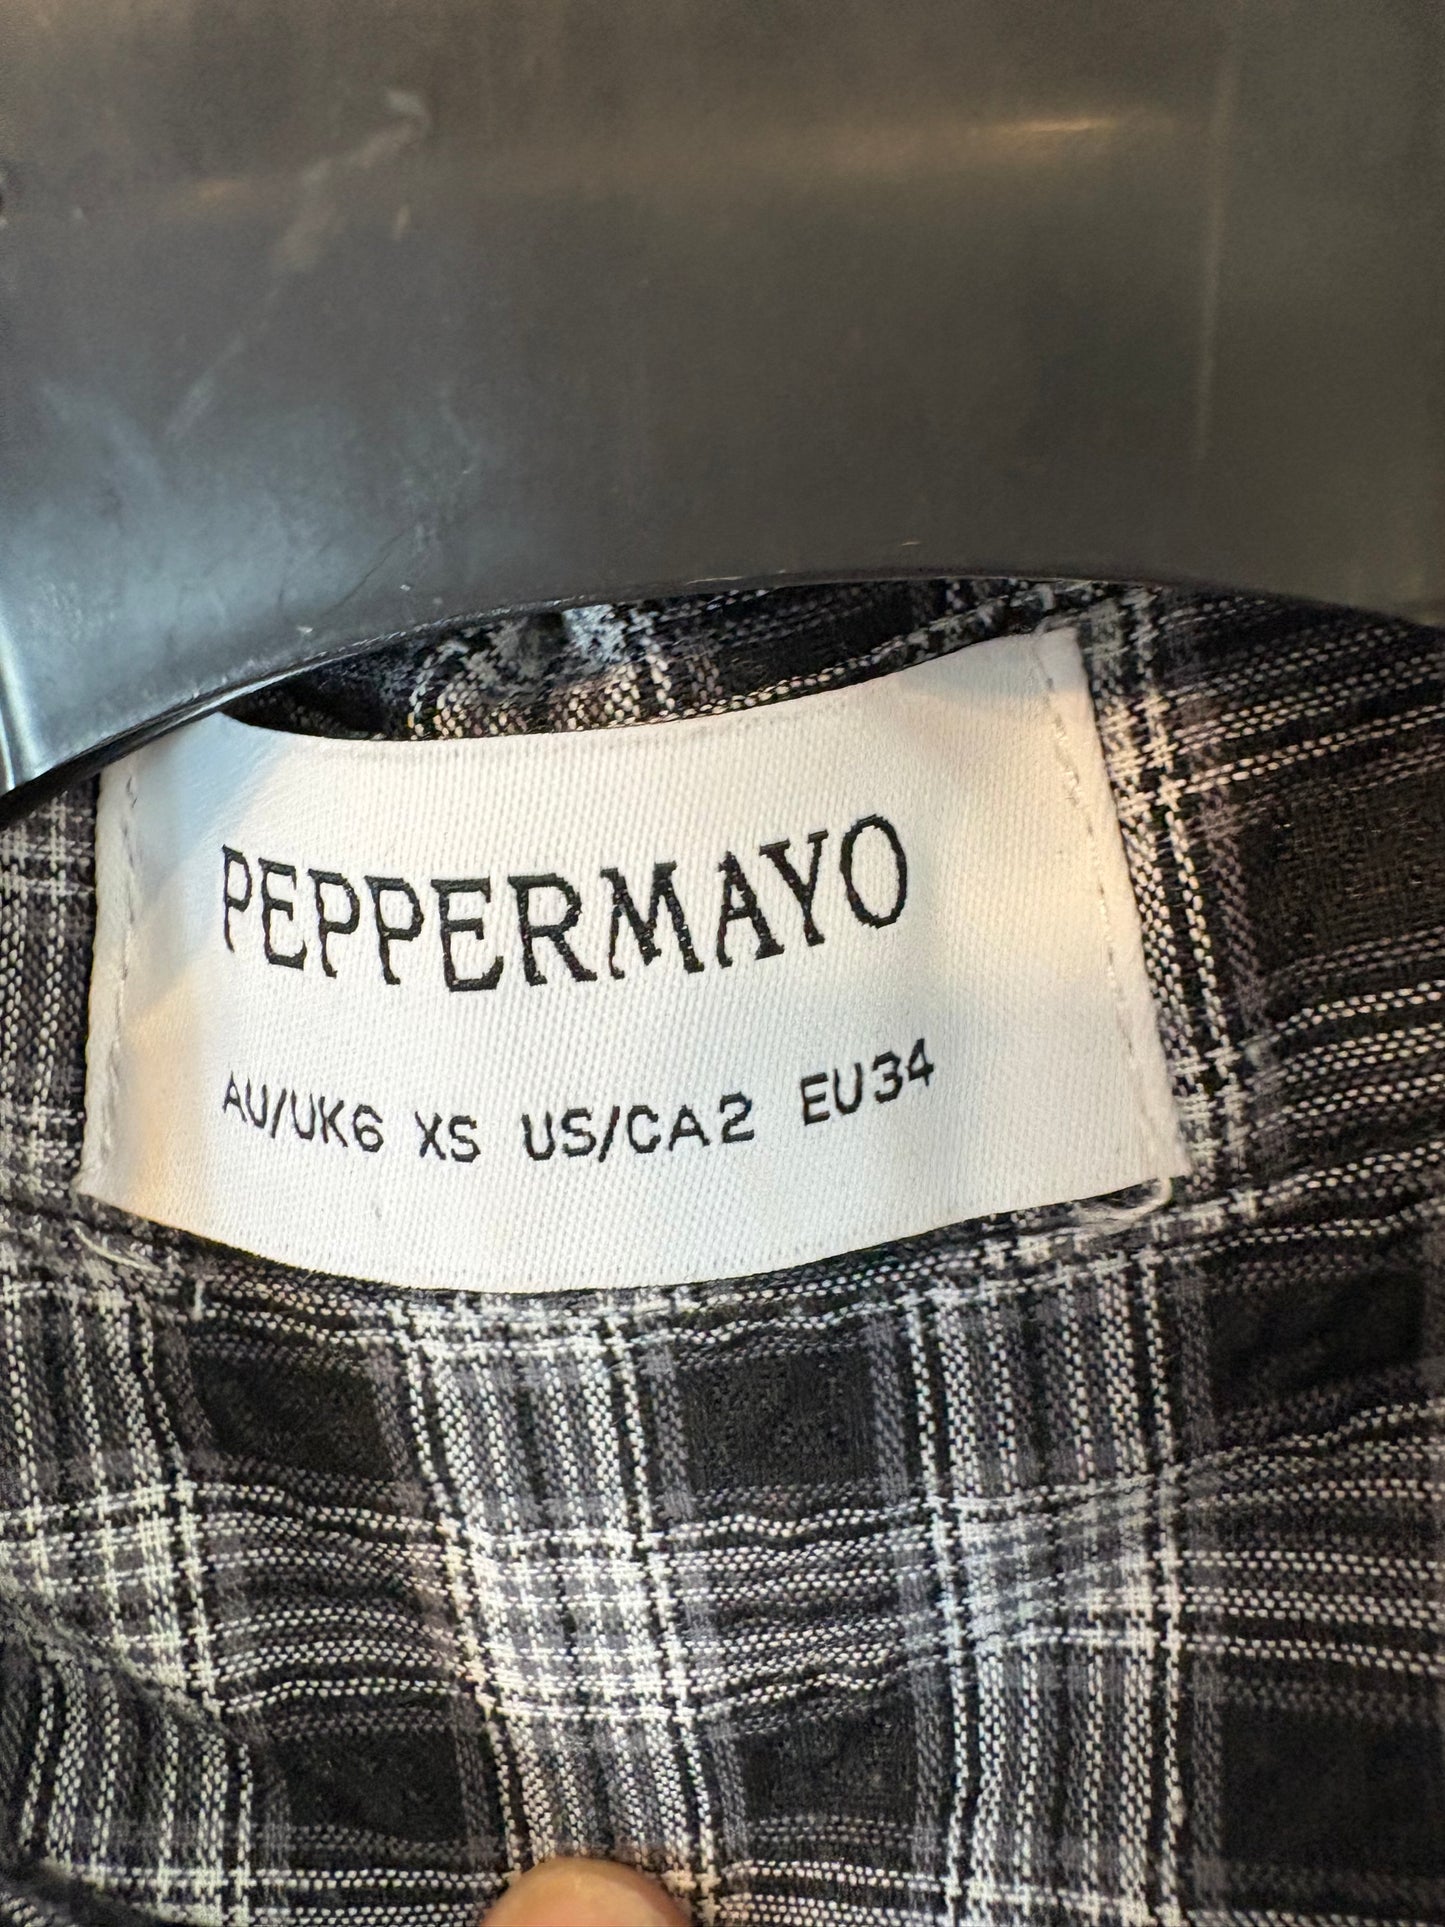 PEPPERMAYO
AU/UK6 XS US/CA2 EU34